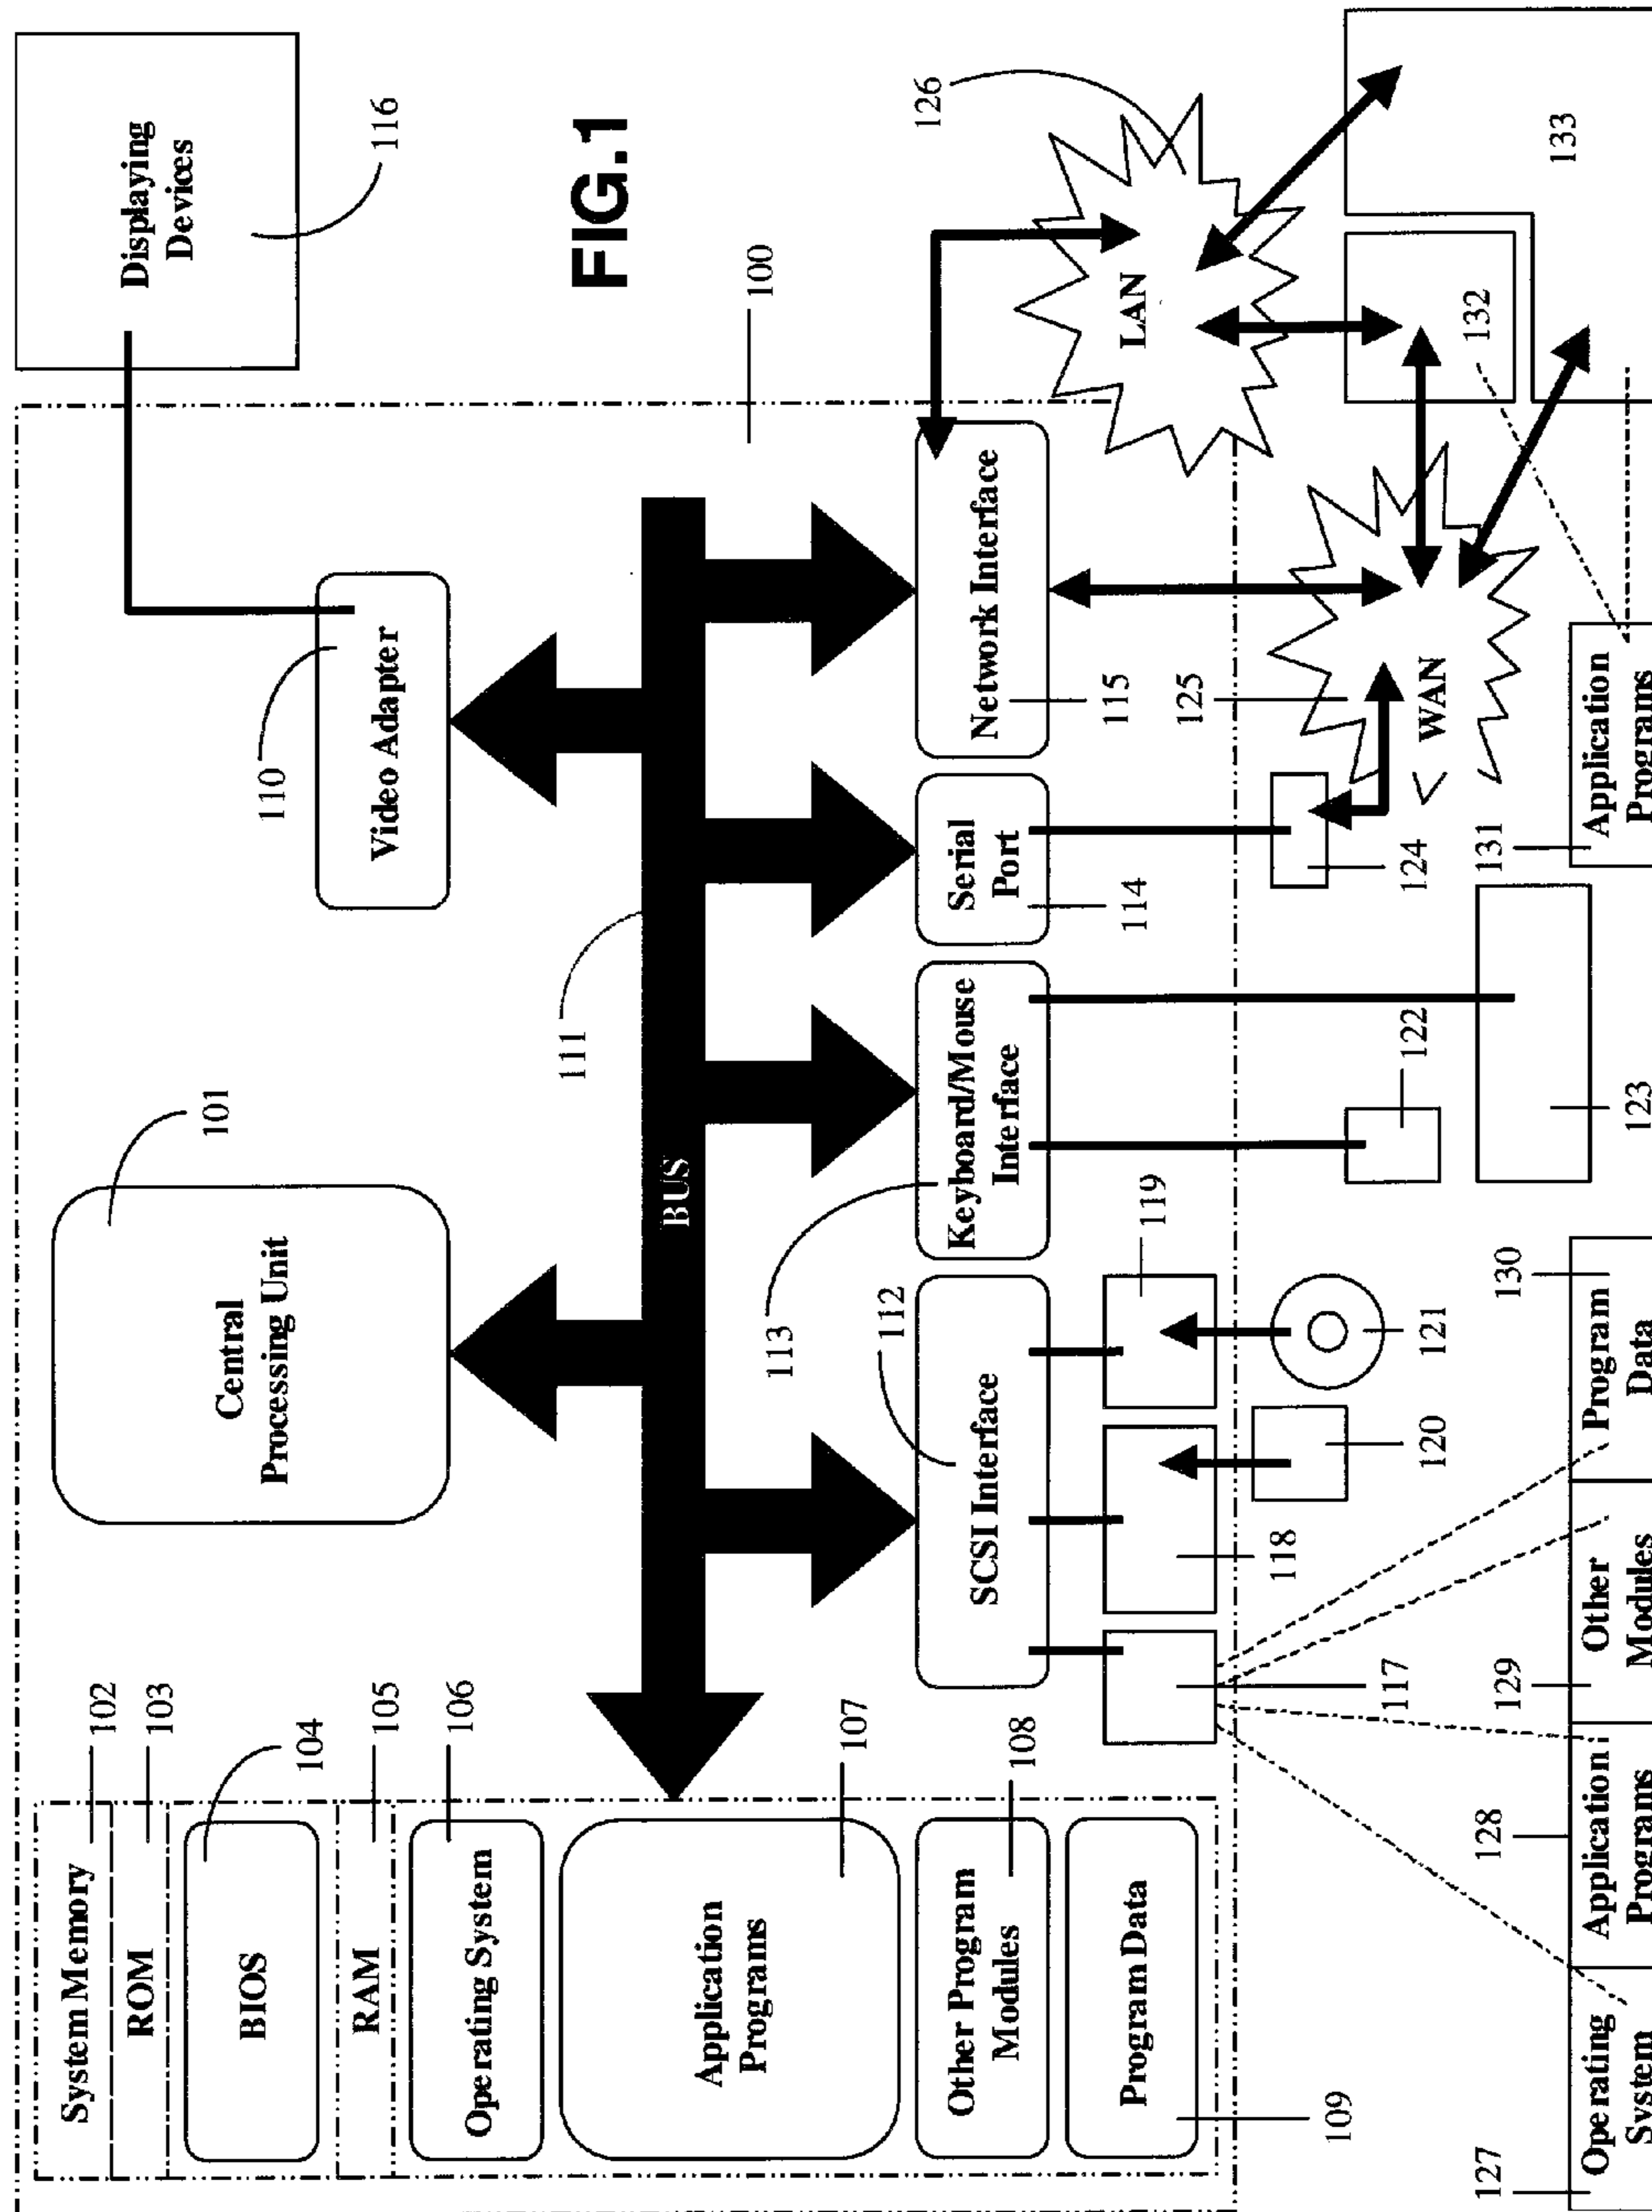 System Memory
102
ROM
103
BIOS
104
RAM
105
Operating System
106
Application
Programs
107
Other Program
Modules
108
Program Data
109
Central
Processing Unit
101
Video Adapter
110
Displaying
Devices
116
FIG.1
100
111
BUS
SCSI Interface
112
Keyboard/Mouse
Interface
113
Serial
Port
114
Network Interface
115
117
118
119
120
121
122
123
124
125
WAN
LAN
126
127
Operating
System
128
Application
Programs
129
Other
Modules
130
Program
Data
131
Application
Programs
132
133